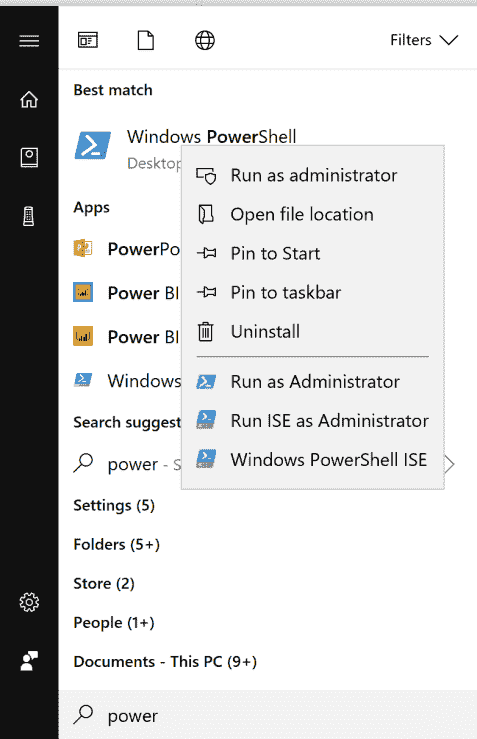 Filters
Best match
Windows PowerShell
Desktop
Run as administrator
Open file location
Pin to Start
Pin to taskbar
Uninstall
Run as Administrator
Run ISE as Administrator
Windows PowerShell ISE
Apps
PowerPo
Power BI
Power BI
Windows
Search suggest
power - S
Settings (5)
Folders (5+)
Store (2)
People (1+)
Documents - This PC (9+)
power